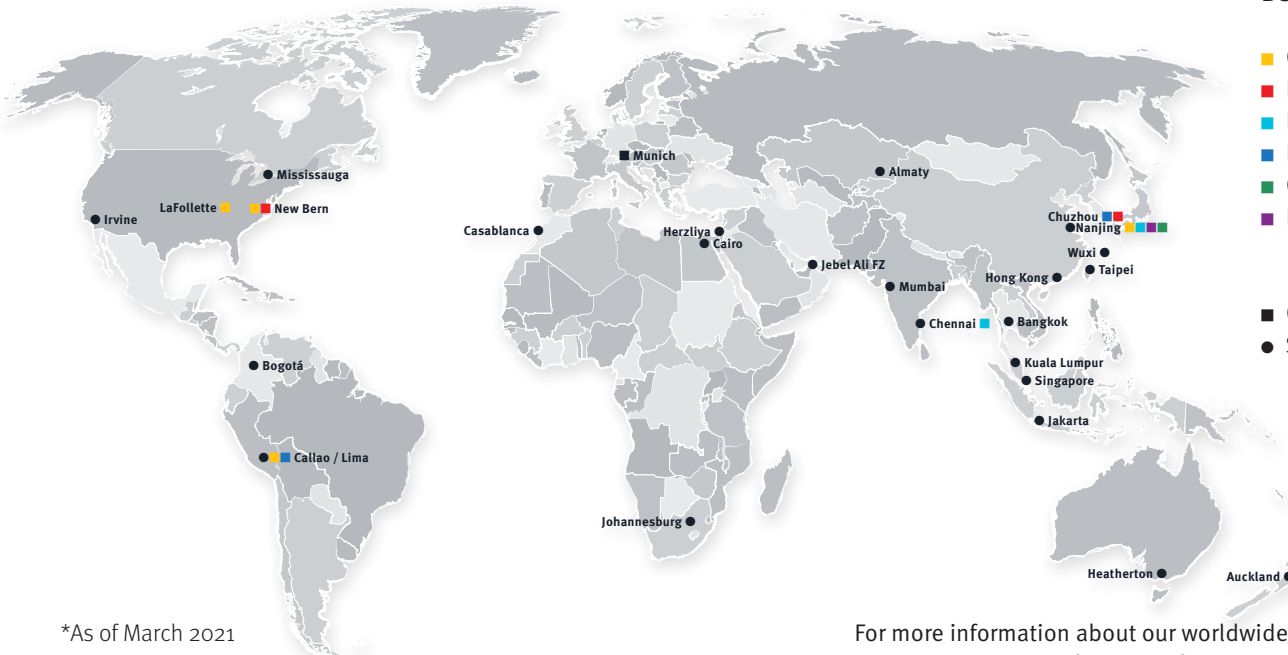 Munich
Mississauga
Almaty
LaFollette
New Bern
Irvine
Chuzhou
Nanjing
Casablanca
Herzliya
Cairo
Wuxi
Jebel Ali FZ
Taipei
Hong Kong
Mumbai
Chennai
Bangkok
Bogotá
Kuala Lumpur
Singapore
Jakarta
Callao / Lima
Johannesburg
Heatherton
Auckland
*As of March 2021
For more information about our worldwide